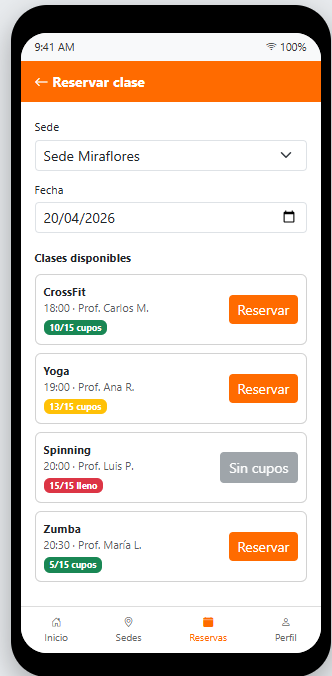 9:41 AM 100%
← Reservar clase
Sede
Sede Miraflores
Fecha
20/04/2026
Clases disponibles
CrossFit
18:00 · Prof. Carlos M.
10/15 cupos
Reservar
Yoga
19:00 · Prof. Ana R.
13/15 cupos
Reservar
Spinning
20:00 · Prof. Luis P.
15/15 lleno
Sin cupos
Zumba
20:30 · Prof. María L.
5/15 cupos
Reservar
Inicio Sedes Reservas Perfil